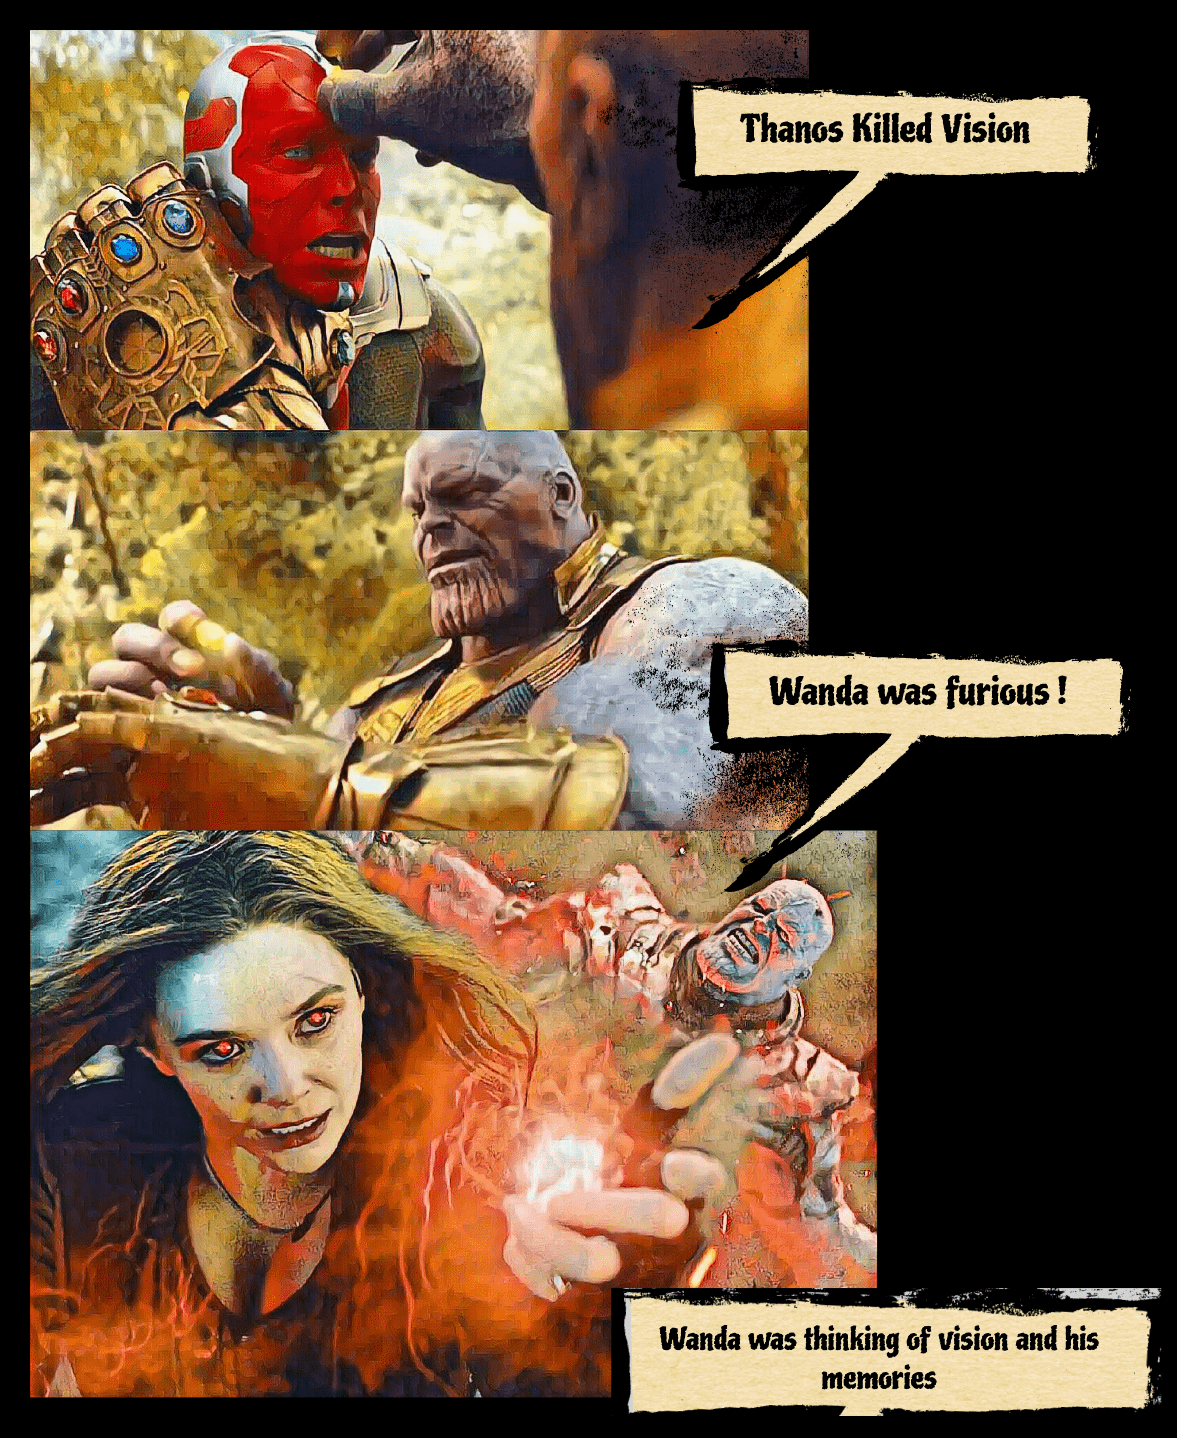 Thanos Killed Vision
Wanda was furious !
Wanda was thinking of vision and his
memories